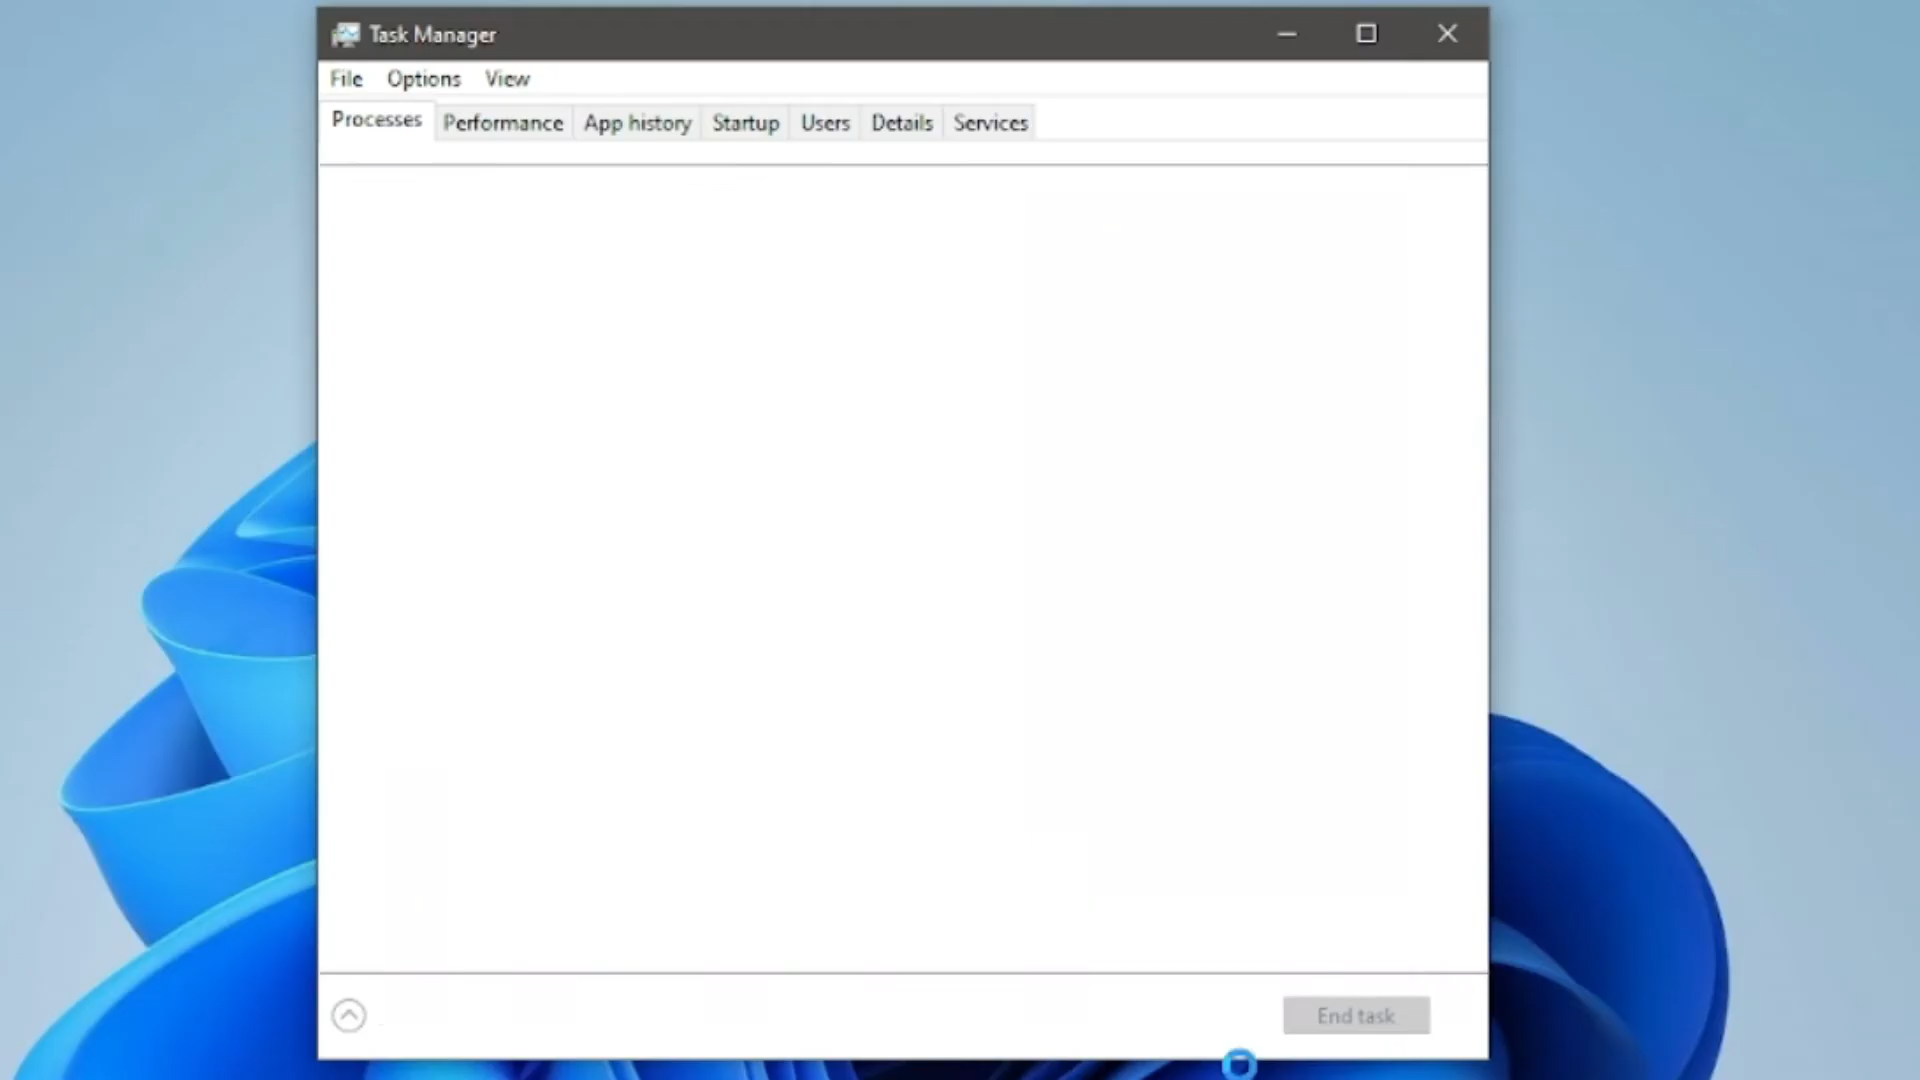 Task Manager
File Options View
Processes Performance App history Startup Users Details Services
End task